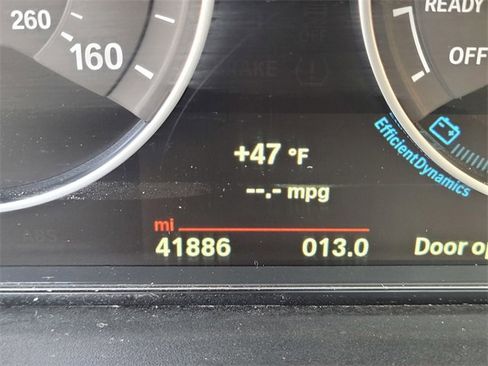 260
160
READY
OFF
EfficientDynamics
+47 °F
--.- mpg
mi
41886 013.0 Door op